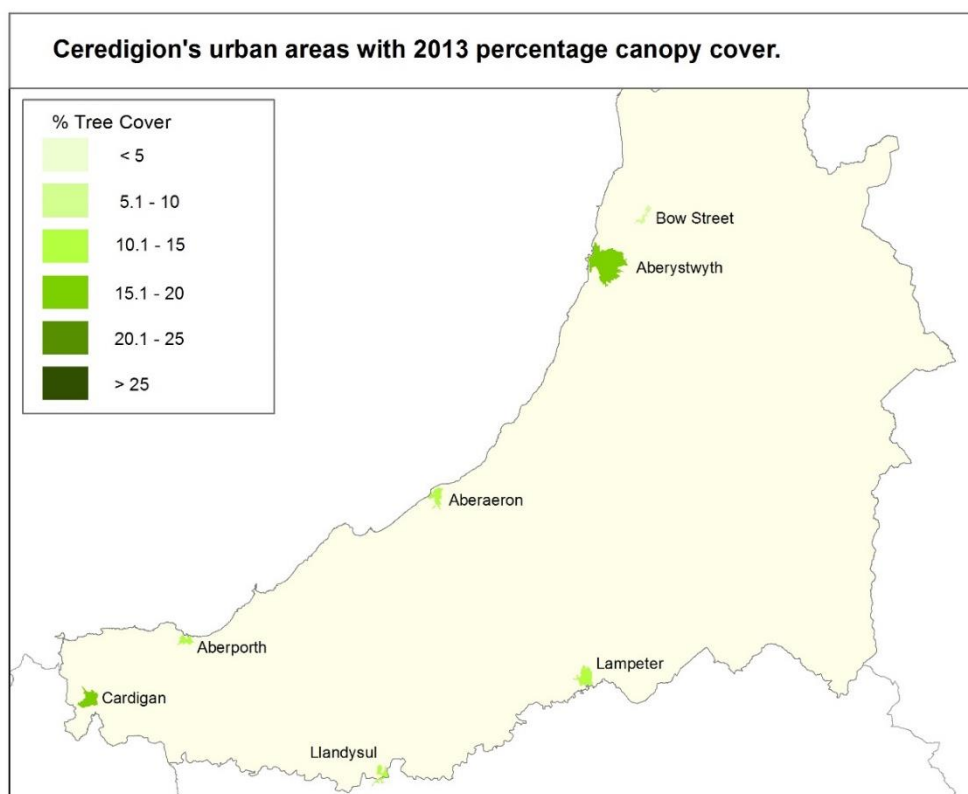 Ceredigion's urban areas with 2013 percentage canopy cover.
% Tree Cover
< 5
5.1 - 10
10.1 - 15
15.1 - 20
20.1 - 25
> 25
Bow Street
Aberystwyth
Aberaeron
Aberporth
Lampeter
Cardigan
Llandysul